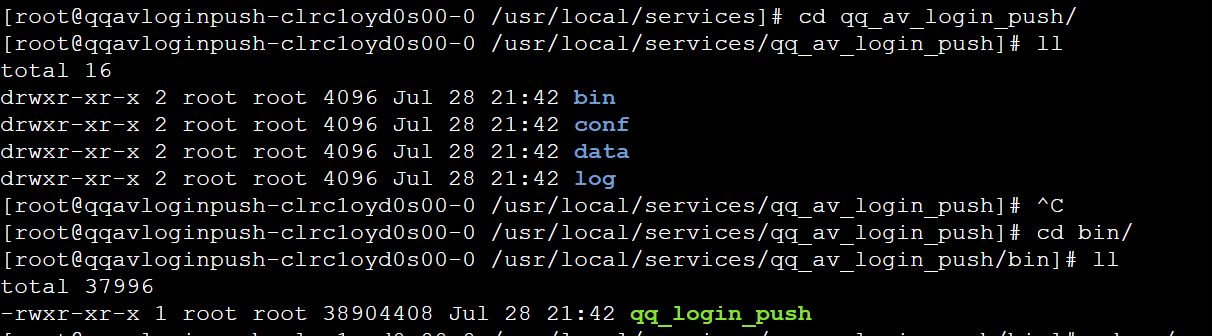 [root@qqavloginpush-clrc1oyd0s00-0 /usr/local/services]# cd qq_av_login_push/
[root@qqavloginpush-clrc1oyd0s00-0 /usr/local/services/qq_av_login_push]# ll
total 16
drwxr-xr-x 2 root root 4096 Jul 28 21:42 bin
drwxr-xr-x 2 root root 4096 Jul 28 21:42 conf
drwxr-xr-x 2 root root 4096 Jul 28 21:42 data
drwxr-xr-x 2 root root 4096 Jul 28 21:42 log
[root@qqavloginpush-clrc1oyd0s00-0 /usr/local/services/qq_av_login_push]# ^C
[root@qqavloginpush-clrc1oyd0s00-0 /usr/local/services/qq_av_login_push]# cd bin/
[root@qqavloginpush-clrc1oyd0s00-0 /usr/local/services/qq_av_login_push/bin]# ll
total 37996
-rwxr-xr-x 1 root root 38904408 Jul 28 21:42 qq_login_push